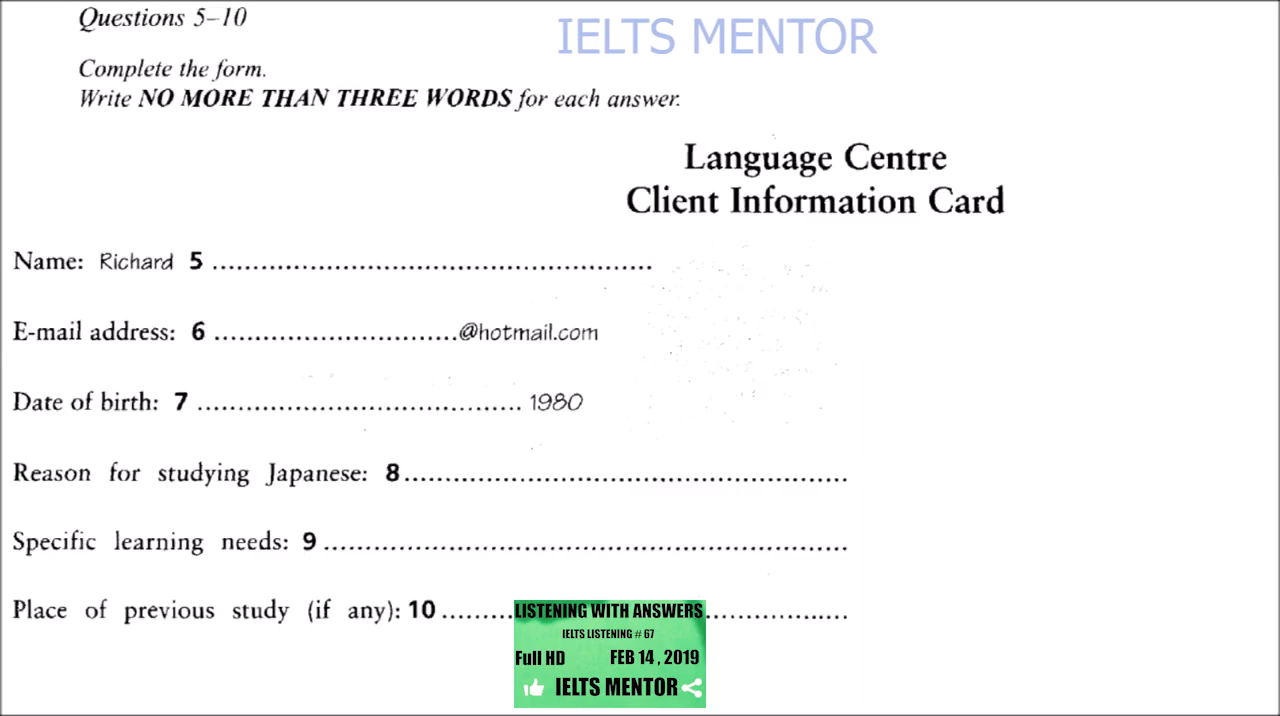 Questions 5–10
IELTS MENTOR
Complete the form.
Write NO MORE THAN THREE WORDS for each answer.
Language Centre
Client Information Card
Name: Richard 5 ....................................................
E-mail address: 6 .............................@hotmail.com
Date of birth: 7 ....................................... 1980
Reason for studying Japanese: 8.....................................................
Specific learning needs: 9 ...............................................................
Place of previous study (if any): 10 ......... .................
LISTENING WITH ANSWERS
IELTS LISTENING # 67
Full HD FEB 14 , 2019
IELTS MENTOR